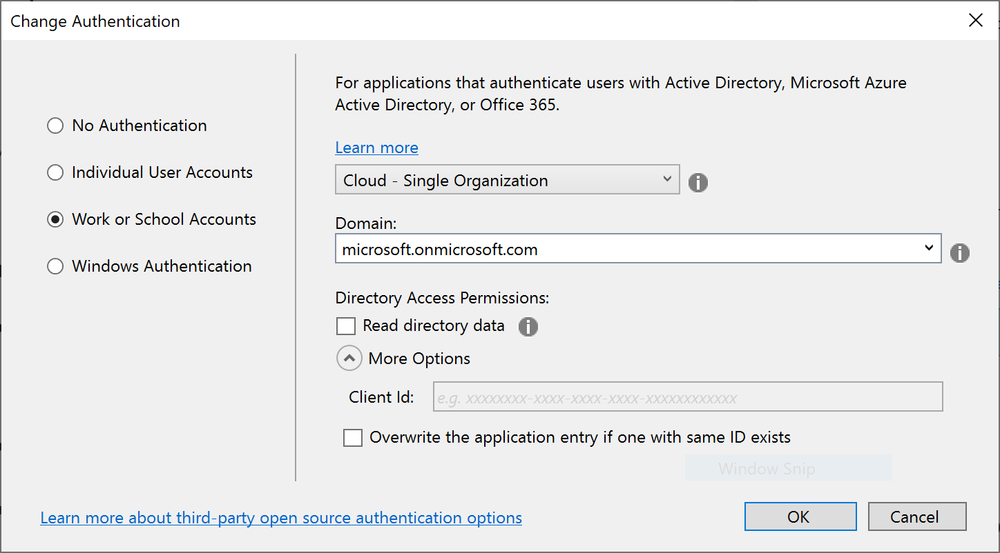 Change Authentication
No Authentication
Individual User Accounts
Work or School Accounts
Windows Authentication
For applications that authenticate users with Active Directory, Microsoft Azure
Active Directory, or Office 365.
Learn more
Cloud - Single Organization
Domain:
microsoft.onmicrosoft.com
Directory Access Permissions:
Read directory data
More Options
Client Id:
e.g. xxxxxxxx-xxxx-xxxx-xxxx-xxxxxxxxxxxx
Overwrite the application entry if one with same ID exists
Window Snip
Learn more about third-party open source authentication options
OK
Cancel